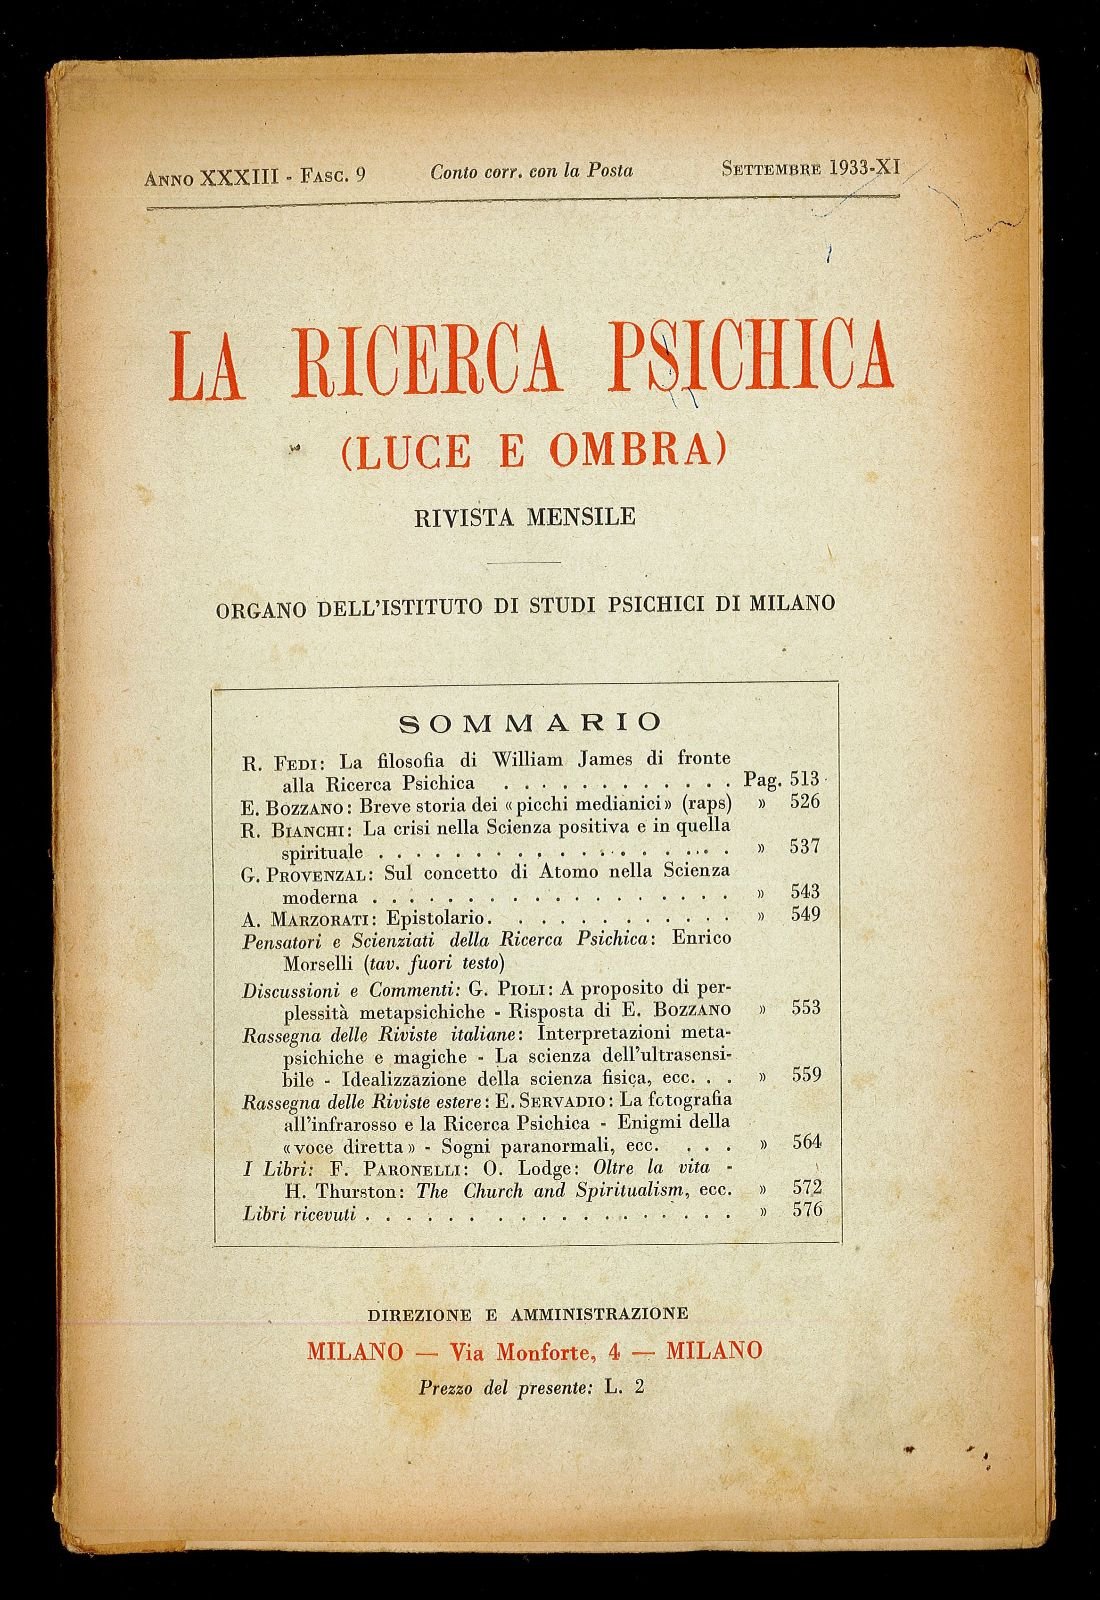 ANNO XXXIII - FASC. 9 Conto corr. con la Posta SETTEMBRE 1933-XI
LA RICERCA PSICHICA
(LUCE E OMBRA)
RIVISTA MENSILE
ORGANO DELL'ISTITUTO DI STUDI PSICHICI DI MILANO
SOMMARIO
R. FEDI: La filosofia di William James di fronte
alla Ricerca Psichica . . . . . . . . . . . . Pag. 513
E. BOZZANO: Breve storia dei «picchi medianici» (raps) » 526
R. BIANCHI: La crisi nella Scienza positiva e in quella
spirituale . . . . . . . . . . . . . . . . . . . » 537
G. PROVENZAL: Sul concetto di Atomo nella Scienza
moderna . . . . . . . . . . . . . . . . . . . » 543
A. MARZORATI: Epistolario. . . . . . . . . . . . » 549
Pensatori e Scienziati della Ricerca Psichica: Enrico
Morselli (tav. fuori testo)
Discussioni e Commenti: G. PIOLI: A proposito di per-
plessità metapsichiche - Risposta di E. BOZZANO » 553
Rassegna delle Riviste italiane: Interpretazioni meta-
psichiche e magiche - La scienza dell'ultrasensi-
bile - Idealizzazione della scienza fisica, ecc. . . » 559
Rassegna delle Riviste estere: E. SERVADIO: La fotografia
all'infrarosso e la Ricerca Psichica - Enigmi della
«voce diretta» - Sogni paranormali, ecc. . . . » 564
I Libri: F. PARONELLI: O. Lodge: Oltre la vita -
H. Thurston: The Church and Spiritualism, ecc. » 572
Libri ricevuti . . . . . . . . . . . . . . . . . . . » 576
DIREZIONE E AMMINISTRAZIONE
MILANO — Via Monforte, 4 — MILANO
Prezzo del presente: L. 2